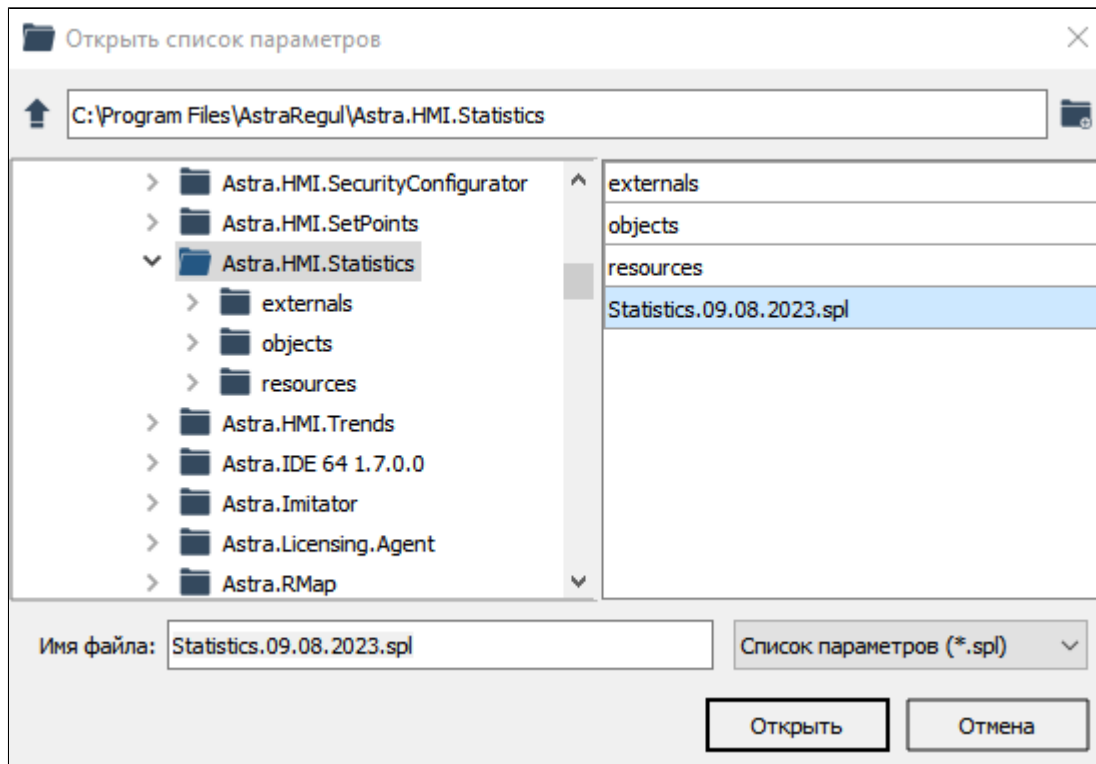 Открыть список параметров
C:\Program Files\AstraRegul\Astra.HMI.Statistics
Astra.HMI.SecurityConfigurator
Astra.HMI.SetPoints
Astra.HMI.Statistics
externals
objects
resources
Astra.HMI.Trends
Astra.IDE 64 1.7.0.0
Astra.Imitator
Astra.Licensing.Agent
Astra.RMap
externals
objects
resources
Statistics.09.08.2023.spl
Имя файла: Statistics.09.08.2023.spl Список параметров (*.spl)
Открыть Отмена